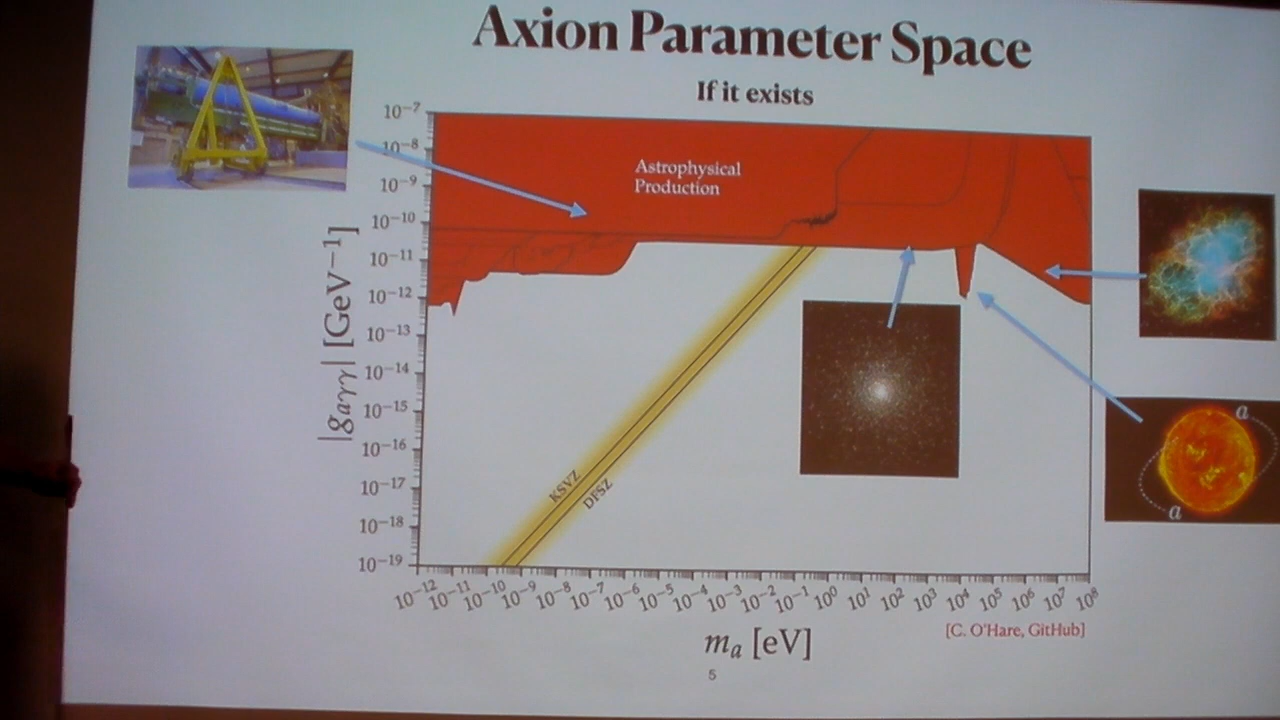 Axion Parameter Space
If it exists
10⁻⁷
10⁻⁸
10⁻⁹
10⁻¹⁰
10⁻¹¹
10⁻¹²
10⁻¹³
10⁻¹⁴
10⁻¹⁵
10⁻¹⁶
10⁻¹⁷
10⁻¹⁸
10⁻¹⁹
|gₐγγ| [GeV⁻¹]
Astrophysical
Production
KSVZ
DFSZ
a
a
10⁻¹² 10⁻¹¹ 10⁻¹⁰ 10⁻⁹ 10⁻⁸ 10⁻⁷ 10⁻⁶ 10⁻⁵ 10⁻⁴ 10⁻³ 10⁻² 10⁻¹ 10⁰ 10¹ 10² 10³ 10⁴ 10⁵ 10⁶ 10⁷ 10⁸
mₐ [eV]
[C. O'Hare, GitHub]
5